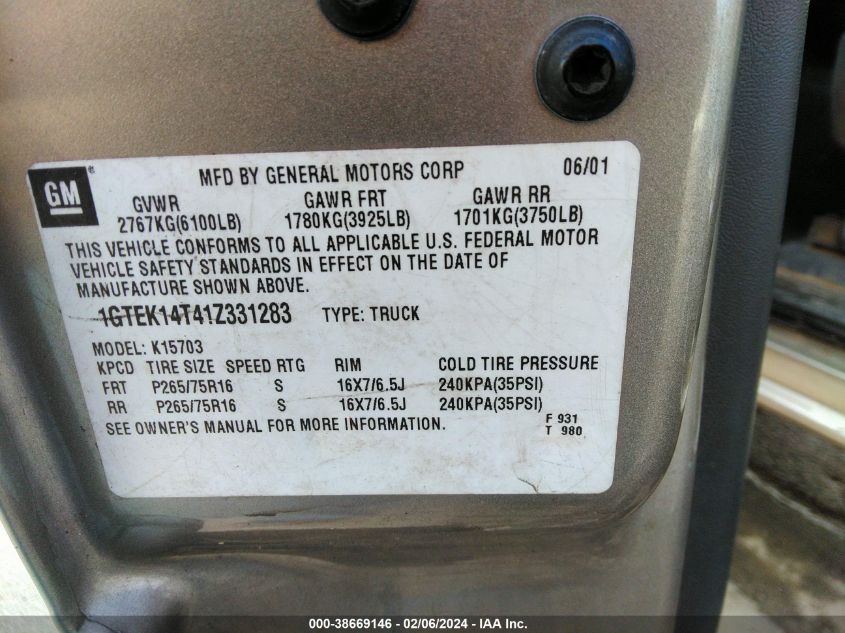 GM ®
MFD BY GENERAL MOTORS CORP 06/01
GVWR GAWR FRT GAWR RR
2767KG(6100LB) 1780KG(3925LB) 1701KG(3750LB)
THIS VEHICLE CONFORMS TO ALL APPLICABLE U.S. FEDERAL MOTOR
VEHICLE SAFETY STANDARDS IN EFFECT ON THE DATE OF
MANUFACTURE SHOWN ABOVE.
1GTEK14T41Z331283 TYPE: TRUCK
MODEL: K15703
KPCD TIRE SIZE SPEED RTG RIM COLD TIRE PRESSURE
FRT P265/75R16 S 16X7/6.5J 240KPA(35PSI)
RR P265/75R16 S 16X7/6.5J 240KPA(35PSI)
SEE OWNER'S MANUAL FOR MORE INFORMATION.
F 931
T 980
000-38669146 - 02/06/2024 - IAA Inc.